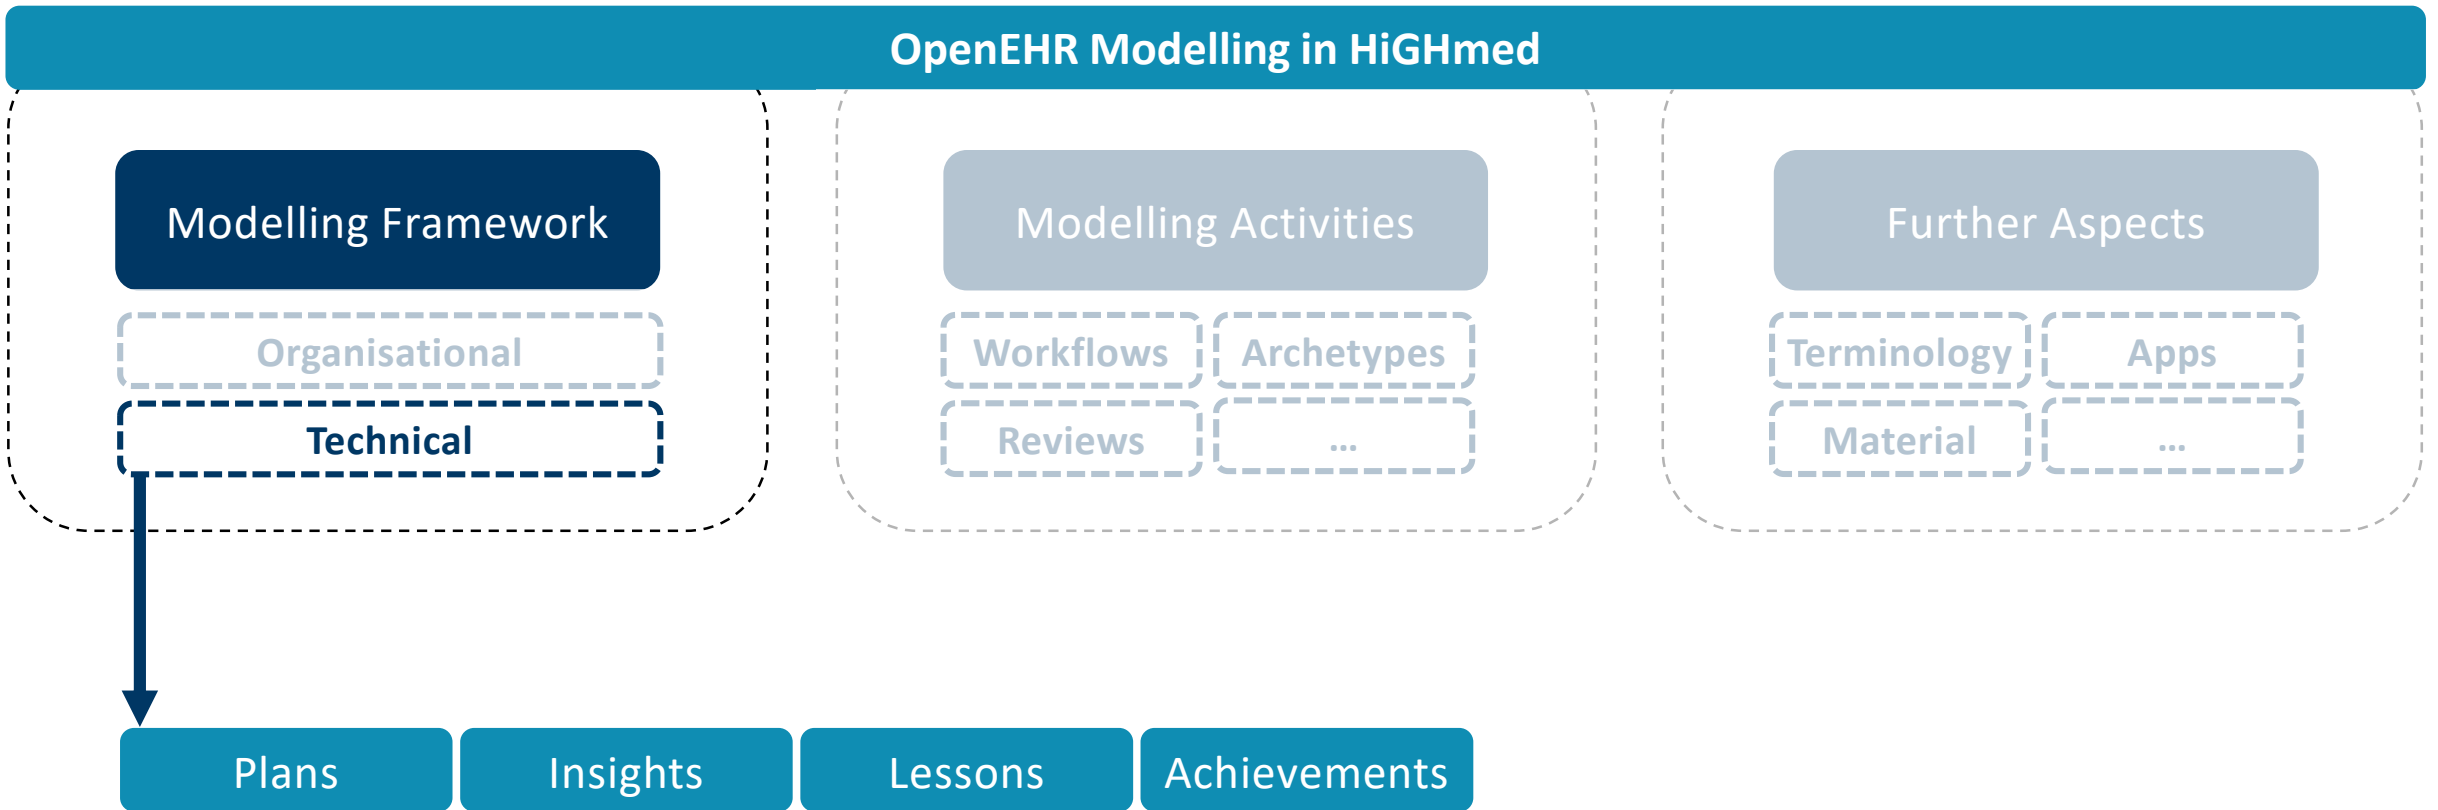 OpenEHR Modelling in HiGHmed
Modelling Framework
Organisational
Technical
Modelling Activities
Workflows
Archetypes
Reviews
...
Further Aspects
Terminology
Apps
Material
...
Plans
Insights
Lessons
Achievements